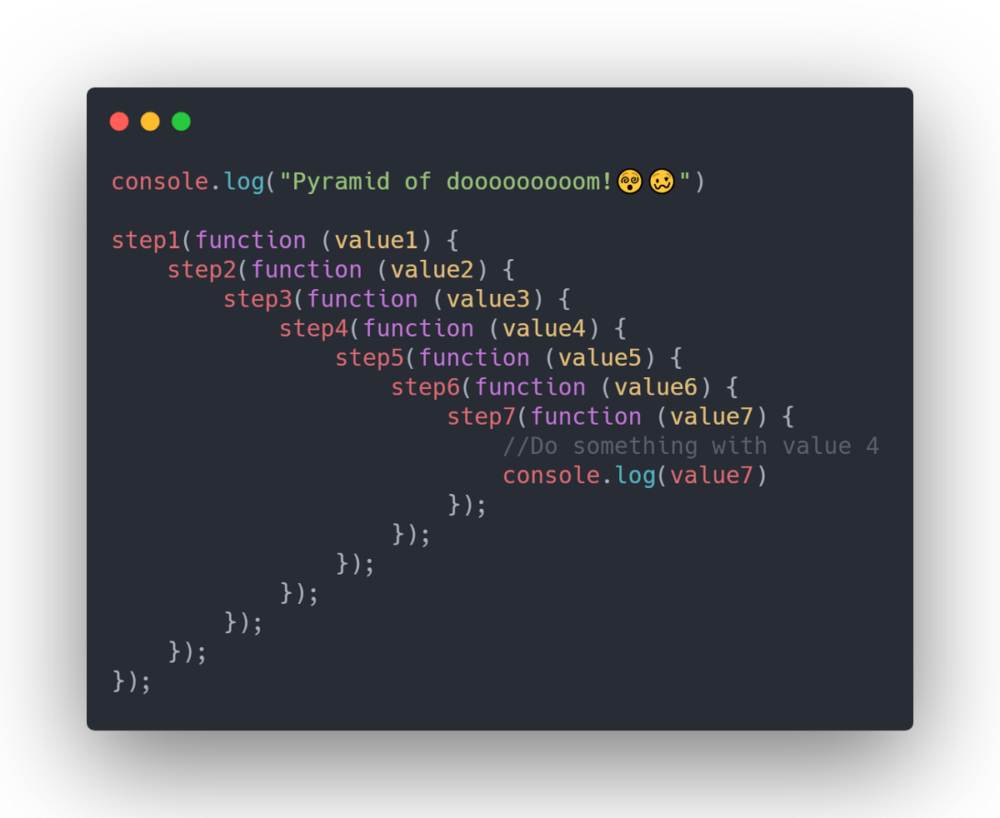 console.log("Pyramid of dooooooooom!😵‍💫🥴")
step1(function (value1) {
    step2(function (value2) {
        step3(function (value3) {
            step4(function (value4) {
                step5(function (value5) {
                    step6(function (value6) {
                        step7(function (value7) {
                            //Do something with value 4
                            console.log(value7)
                        });
                    });
                });
            });
        });
    });
});